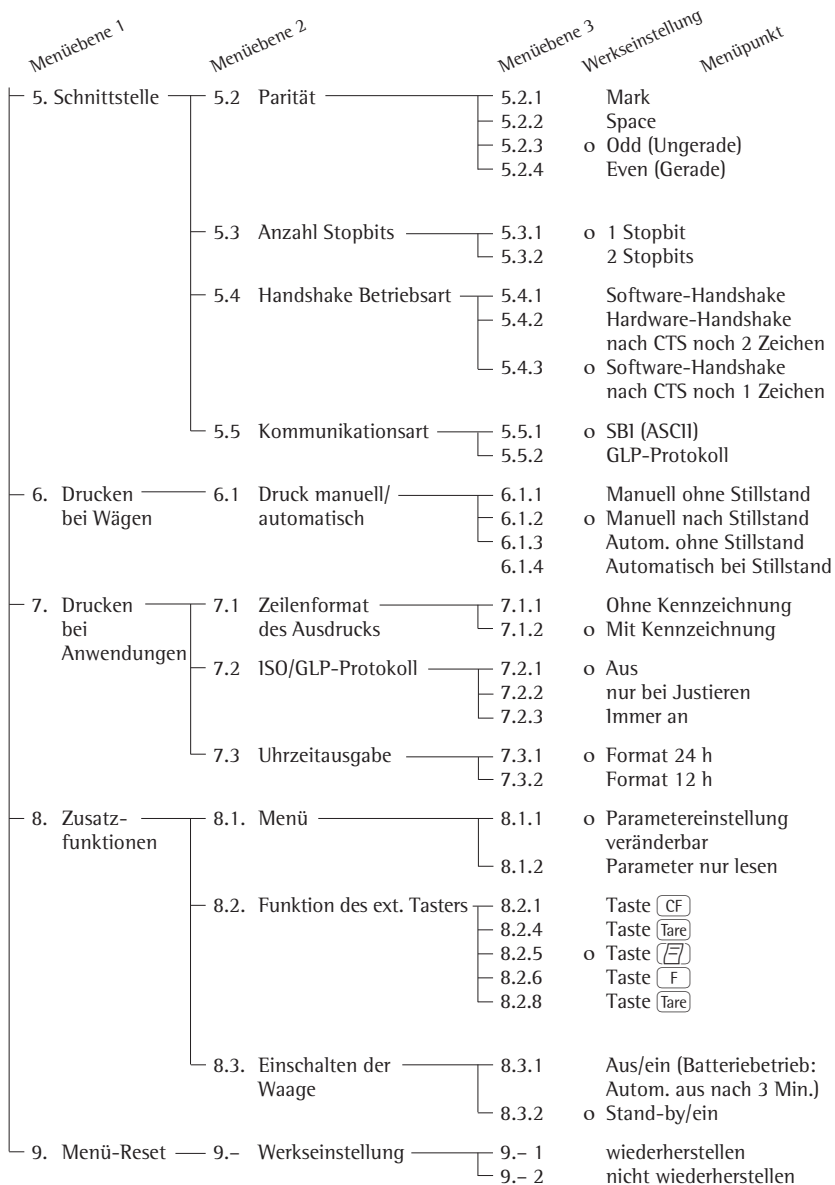 Menüebene 1 Menüebene 2 Menüebene 3 Werkseinstellung Menüpunkt
5. Schnittstelle 5.2 Parität 5.2.1 Mark
5.2.2 Space
5.2.3 o Odd (Ungerade)
5.2.4 Even (Gerade)
5.3 Anzahl Stopbits 5.3.1 o 1 Stopbit
5.3.2 2 Stopbits
5.4 Handshake Betriebsart 5.4.1 Software-Handshake
5.4.2 Hardware-Handshake
nach CTS noch 2 Zeichen
5.4.3 o Software-Handshake
nach CTS noch 1 Zeichen
5.5 Kommunikationsart 5.5.1 o SBI (ASCII)
5.5.2 GLP-Protokoll
6. Drucken 6.1 Druck manuell/ 6.1.1 Manuell ohne Stillstand
bei Wägen automatisch 6.1.2 o Manuell nach Stillstand
6.1.3 Autom. ohne Stillstand
6.1.4 Automatisch bei Stillstand
7. Drucken 7.1 Zeilenformat 7.1.1 Ohne Kennzeichnung
bei des Ausdrucks 7.1.2 o Mit Kennzeichnung
Anwendungen
7.2 ISO/GLP-Protokoll 7.2.1 o Aus
7.2.2 nur bei Justieren
7.2.3 Immer an
7.3 Uhrzeitausgabe 7.3.1 o Format 24 h
7.3.2 Format 12 h
8. Zusatz- 8.1. Menü 8.1.1 o Parametereinstellung
funktionen veränderbar
8.1.2 Parameter nur lesen
8.2. Funktion des ext. Tasters 8.2.1 Taste CF
8.2.4 Taste Tare
8.2.5 o Taste
8.2.6 Taste F
8.2.8 Taste Tare
8.3. Einschalten der 8.3.1 Aus/ein (Batteriebetrieb:
Waage Autom. aus nach 3 Min.)
8.3.2 o Stand-by/ein
9. Menü-Reset 9.– Werkseinstellung 9.– 1 wiederherstellen
9.– 2 nicht wiederherstellen